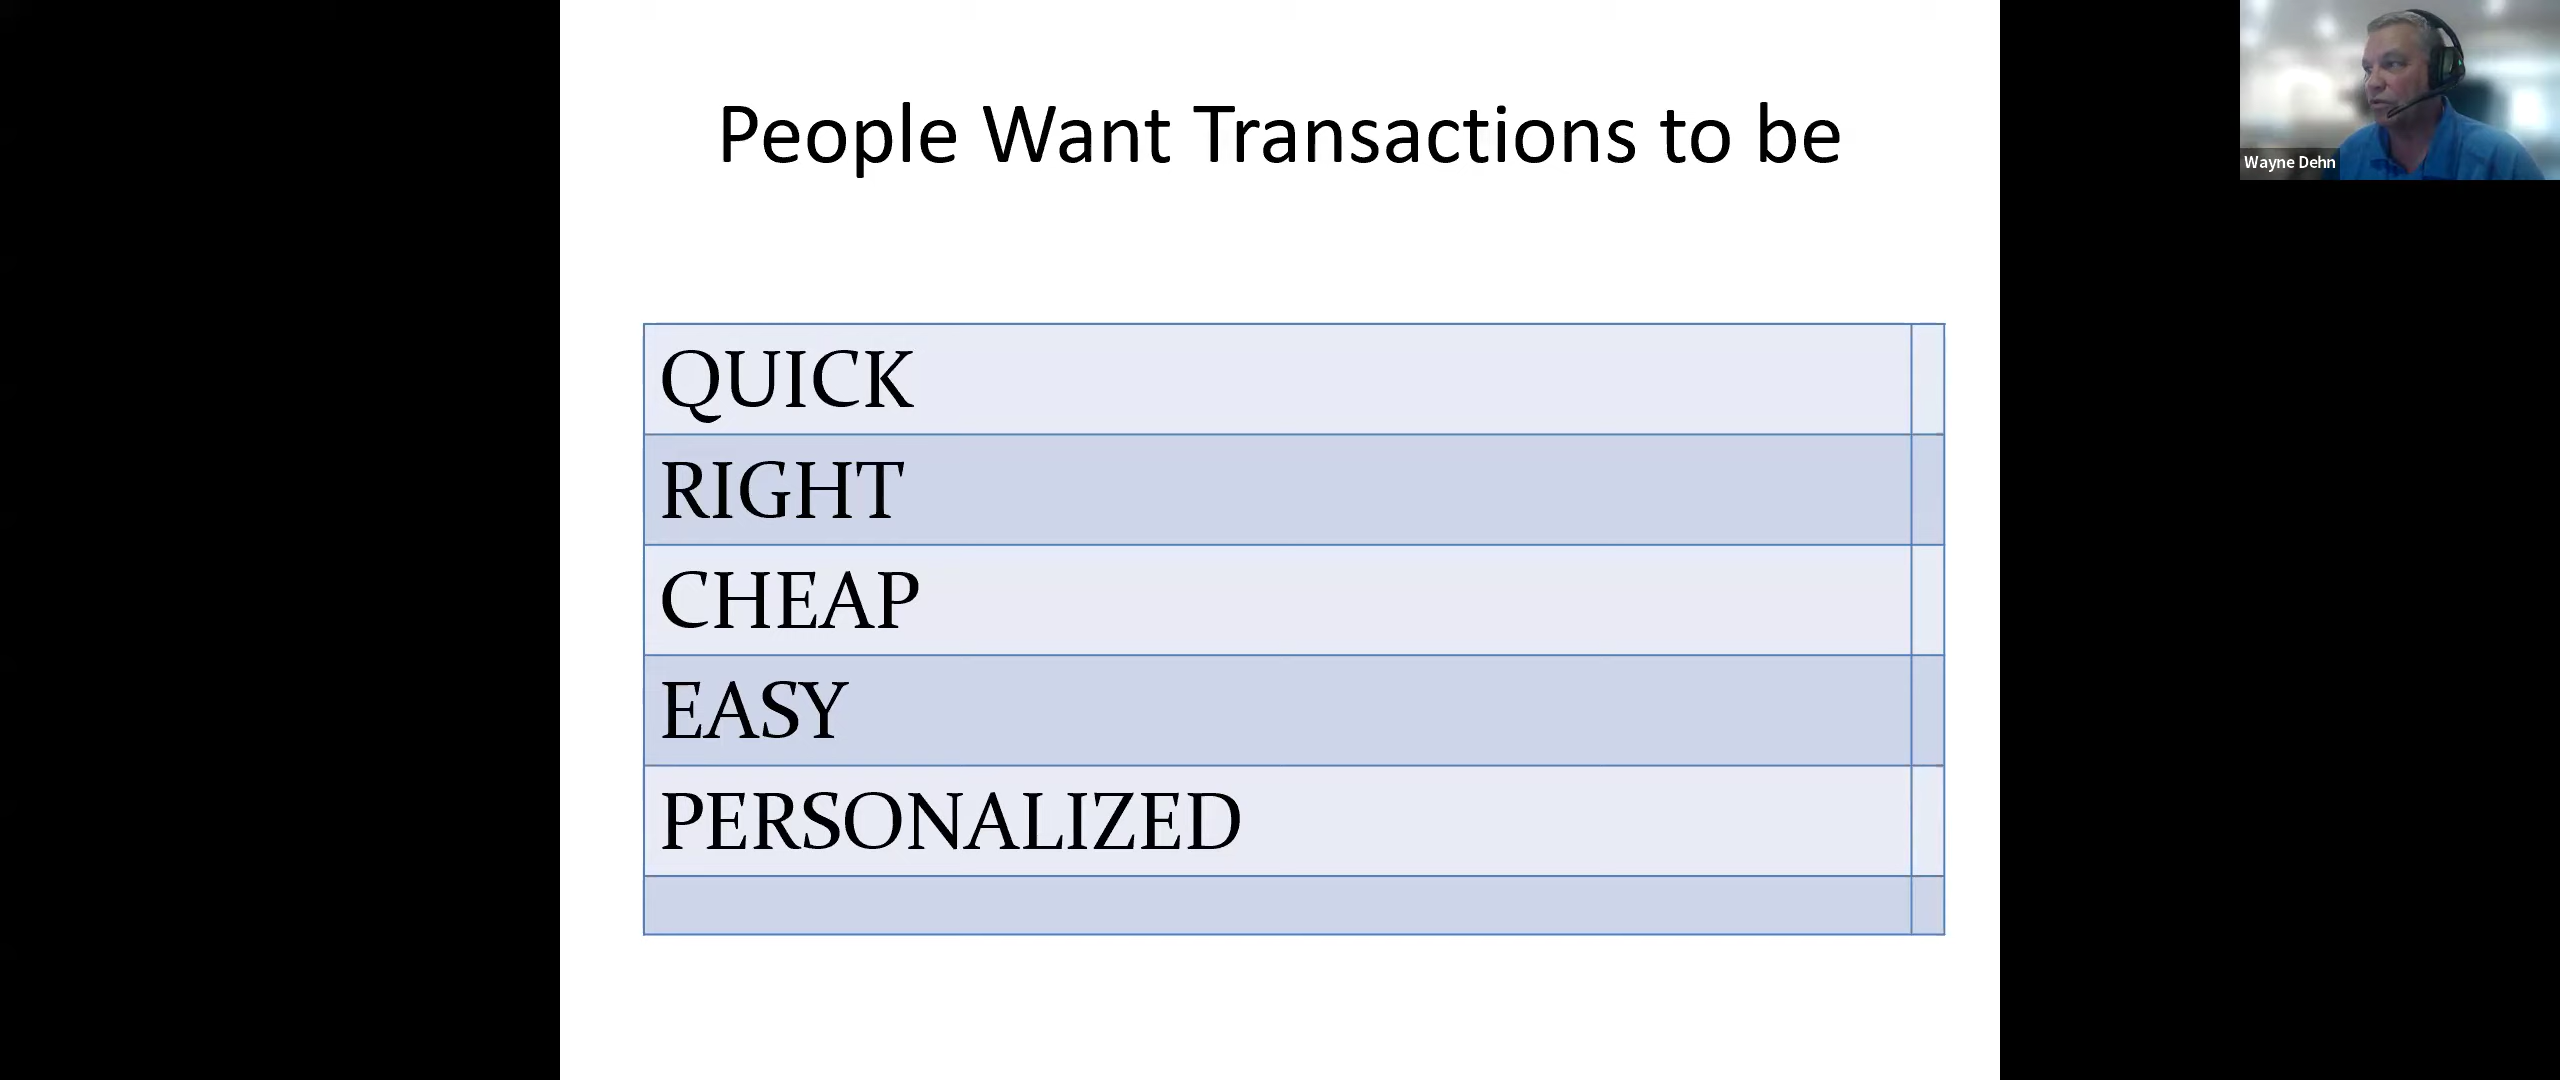 People Want Transactions to be
QUICK
RIGHT
CHEAP
EASY
PERSONALIZED
Wayne Dehn